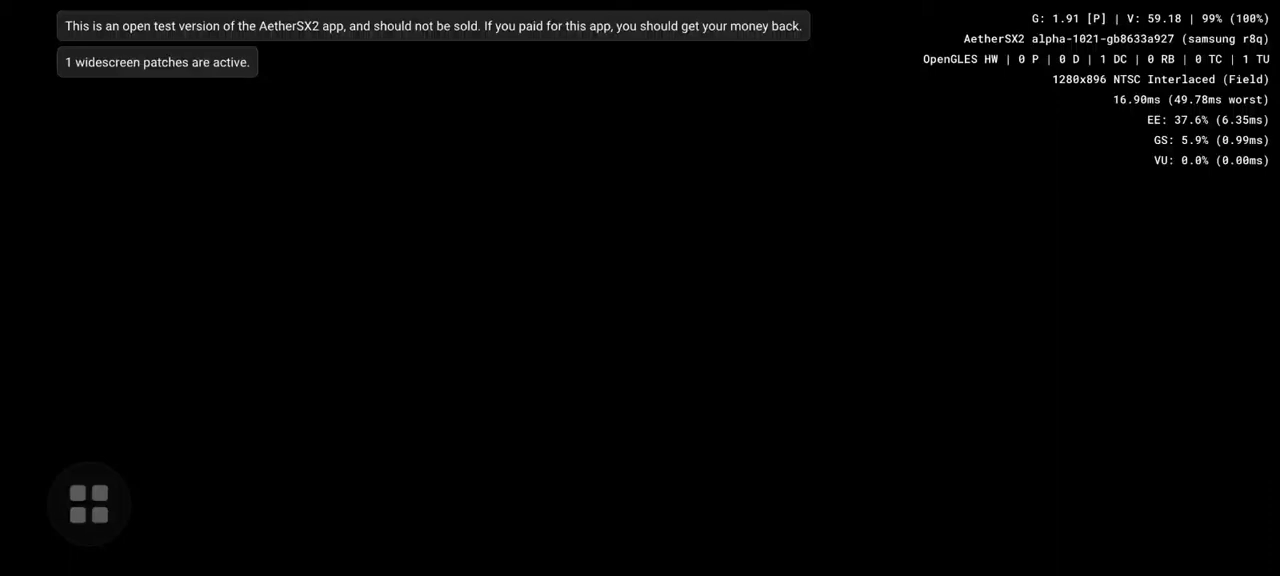 This is an open test version of the AetherSX2 app, and should not be sold. If you paid for this app, you should get your money back.
1 widescreen patches are active.
G: 1.91 [P] | V: 59.18 | 99% (100%)
AetherSX2 alpha-1021-gb8633a927 (samsung r8q)
OpenGLES HW | 0 P | 0 D | 1 DC | 0 RB | 0 TC | 1 TU
1280x896 NTSC Interlaced (Field)
16.90ms (49.78ms worst)
EE: 37.6% (6.35ms)
GS: 5.9% (0.99ms)
VU: 0.0% (0.00ms)